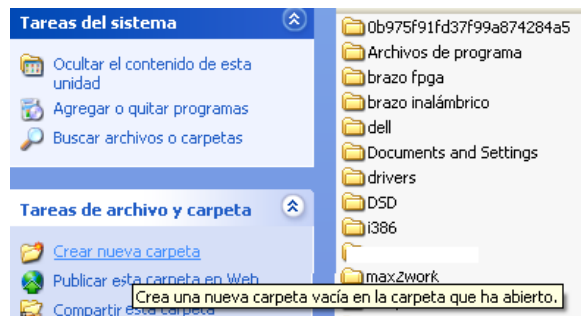 Tareas del sistema
Ocultar el contenido de esta
unidad
Agregar o quitar programas
Buscar archivos o carpetas
Tareas de archivo y carpeta
Crear nueva carpeta
Publicar esta carpeta en Web
Compartir esta carpeta
Crea una nueva carpeta vacía en la carpeta que ha abierto.
0b975f91fd37f99a874284a5
Archivos de programa
brazo fpga
brazo inalámbrico
dell
Documents and Settings
drivers
DSD
i386
max2work